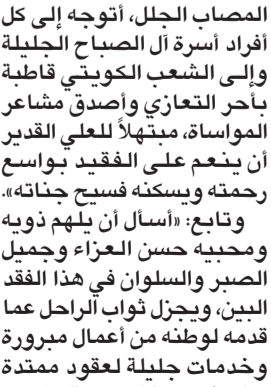 المصاب الجلل، أتوجه إلى كل
أفراد أسرة آل الصباح الجليلة
وإلى الشعب الكويتي قاطبة
بأحر التعازي وأصدق مشاعر
المواساة، مبتهلاً للعلي القدير
أن ينعم على الفقيد بواسع
رحمته ويسكنه فسيح جناته».
وتابع: «أسأل أن يلهم ذويه
ومحبيه حسن العزاء وجميل
الصبر والسلوان في هذا الفقد
البين، ويجزل ثواب الراحل عما
قدمه لوطنه من أعمال مبرورة
وخدمات جليلة لعقود ممتدة